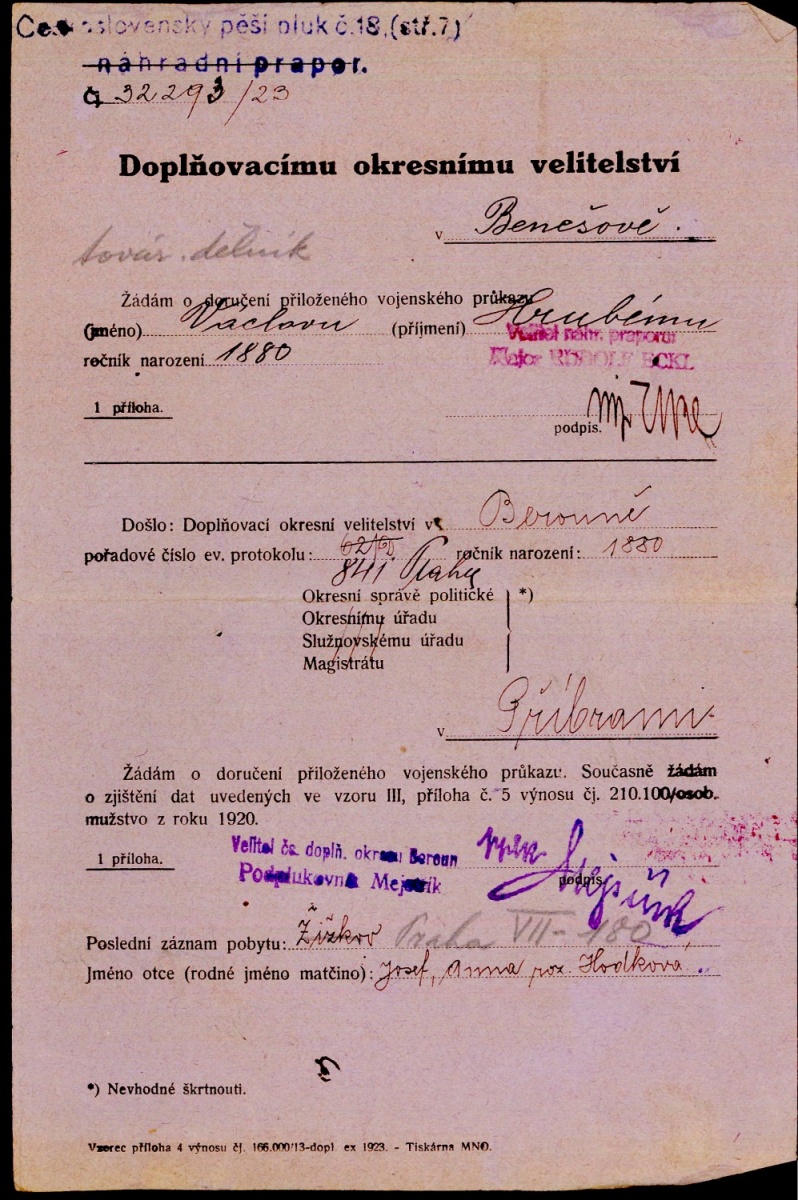 Československý pěší pluk č.18,(stř.7)
náhradní prapor.
Č. 32293/23
Doplňovacímu okresnímu velitelství
v Benešově.
továr. dělník
Žádám o doručení přiloženého vojenského průkazu
(jméno) Václavu (příjmení) Hrubému
Velitel náhr. praporu:
ročník narození 1880
Major RUDOLF ECKL
1 příloha.
podpis.
Došlo: Doplňovací okresní velitelství v Berouně
pořadové číslo ev. protokolu: ročník narození: 1880
841. Prahy
Okresní správě politické *)
Okresnímu úřadu
Služnovskému úřadu
Magistrátu
v Příbrami
Žádám o doručení přiloženého vojenského průkazu. Současně žádám
o zjištění dat uvedených ve vzoru III, příloha č. 5 výnosu čj. 210.100/osob.
mužstvo z roku 1920.
Velitel čs. doplň. okresu Beroun
1 příloha.
Podplukovník Mejstřík
podpis.
Poslední záznam pobytu: Žižkov Praha VII-480
Jméno otce (rodné jméno matčino): Josef, Anna roz. Hodková.
*) Nevhodné škrtnouti.
Vzorec příloha 4 výnosu čj. 166.000/13-dopl. ex 1923. - Tiskárna MNO.